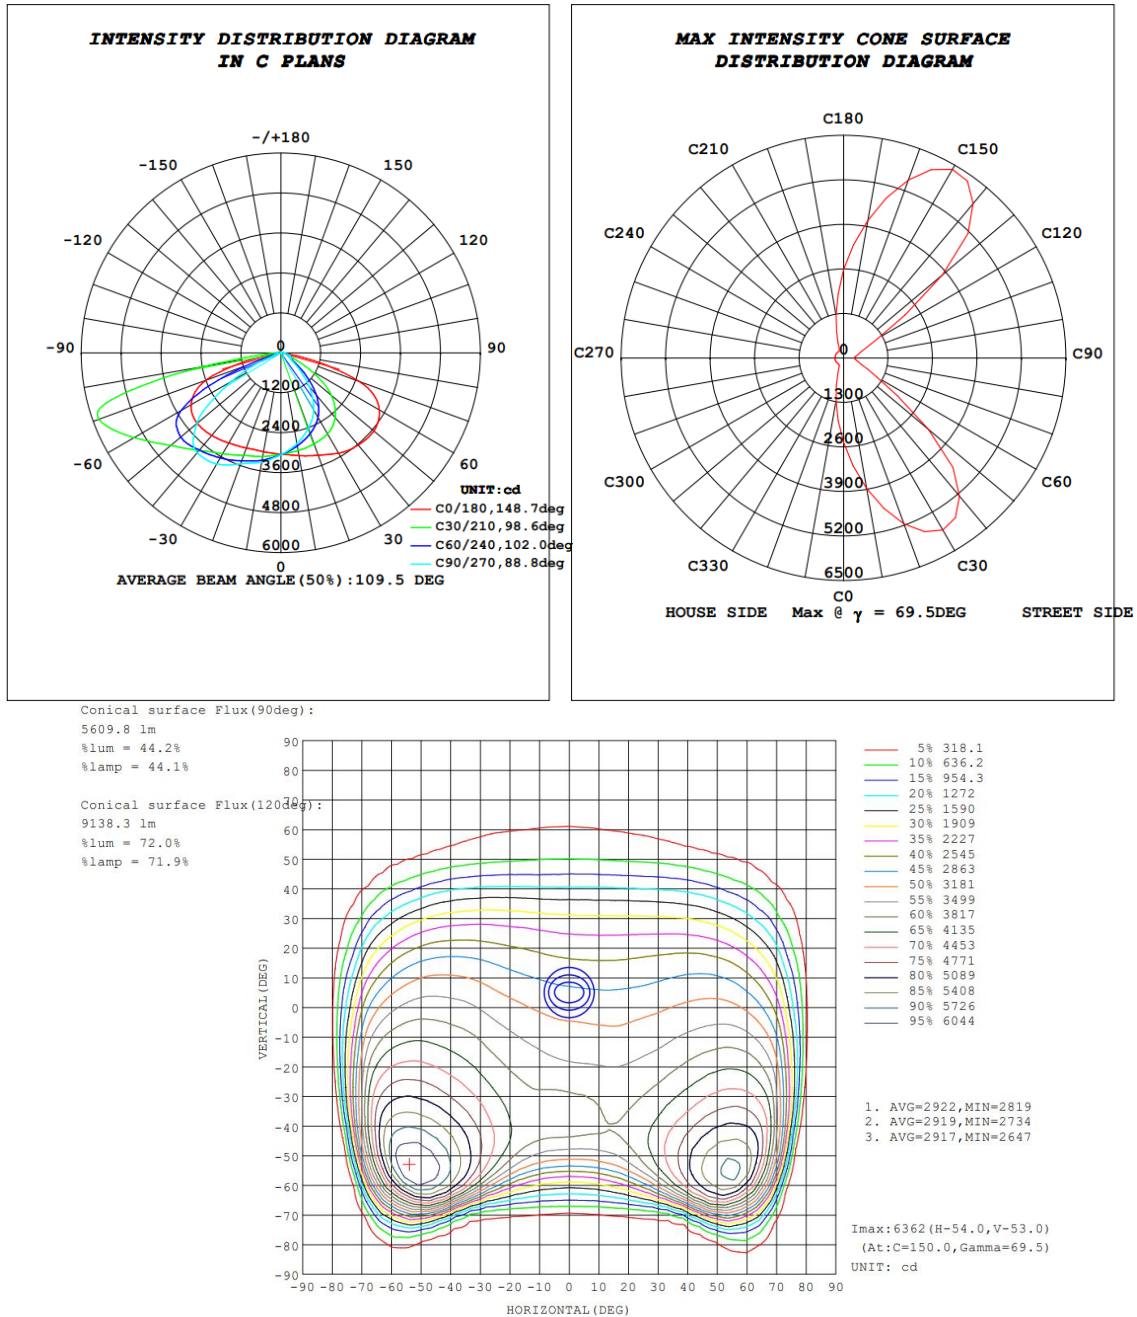 INTENSITY DISTRIBUTION DIAGRAM
IN C PLANS
-/+180
-150
150
-120
120
-90
90
0
1200
2400
3600
4800
6000
-60
60
-30
30
0
UNIT:cd
C0/180,148.7deg
C30/210,98.6deg
C60/240,102.0deg
C90/270,88.8deg
AVERAGE BEAM ANGLE(50%):109.5 DEG
MAX INTENSITY CONE SURFACE
DISTRIBUTION DIAGRAM
C180
C210
C150
C240
C120
C270
C90
0
1300
2600
3900
5200
6500
C300
C60
C330
C30
C0
HOUSE SIDE Max @ γ = 69.5DEG STREET SIDE
Conical surface Flux(90deg):
5609.8 lm
%lum = 44.2%
%lamp = 44.1%
Conical surface Flux(120deg):
9138.3 lm
%lum = 72.0%
%lamp = 71.9%
90
80
70
60
50
40
30
20
10
0
-10
-20
-30
-40
-50
-60
-70
-80
-90
VERTICAL(DEG)
-90 -80 -70 -60 -50 -40 -30 -20 -10 0 10 20 30 40 50 60 70 80 90
HORIZONTAL(DEG)
5% 318.1
10% 636.2
15% 954.3
20% 1272
25% 1590
30% 1909
35% 2227
40% 2545
45% 2863
50% 3181
55% 3499
60% 3817
65% 4135
70% 4453
75% 4771
80% 5089
85% 5408
90% 5726
95% 6044
1. AVG=2922,MIN=2819
2. AVG=2919,MIN=2734
3. AVG=2917,MIN=2647
Imax:6362(H-54.0,V-53.0)
(At:C=150.0,Gamma=69.5)
UNIT: cd